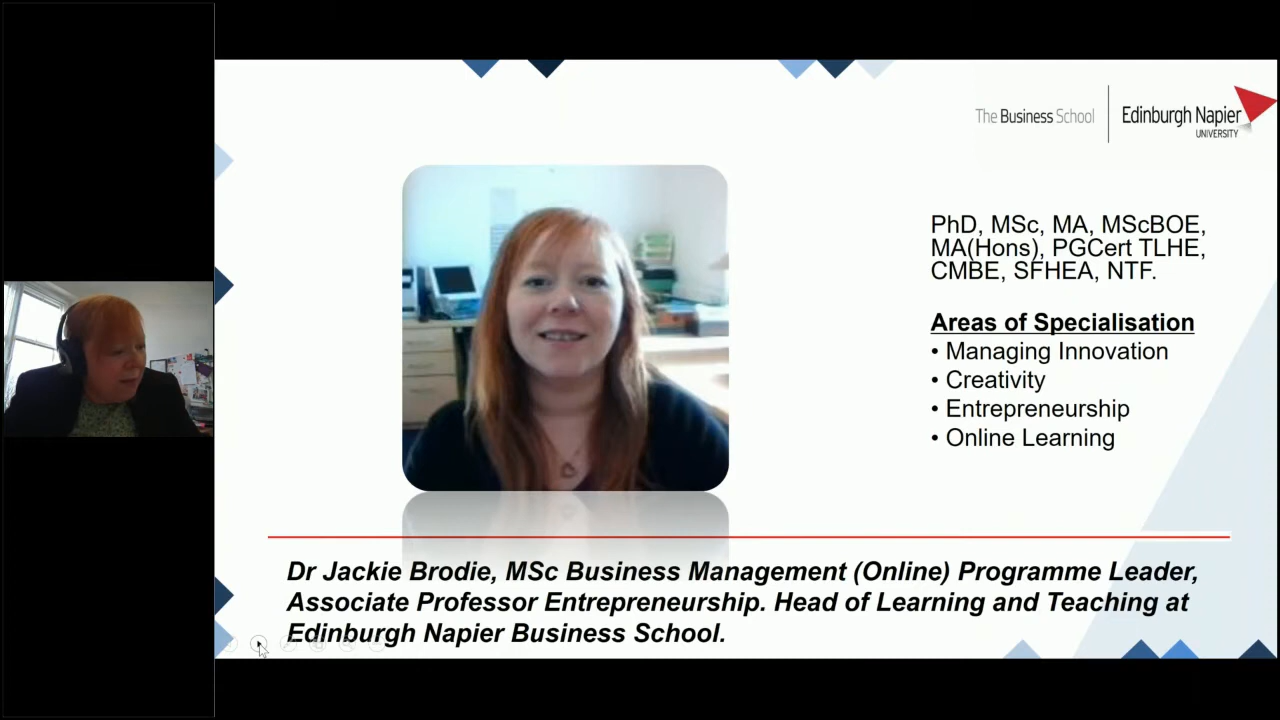 The Business School
Edinburgh Napier
UNIVERSITY
PhD, MSc, MA, MScBOE,
MA(Hons), PGCert TLHE,
CMBE, SFHEA, NTF.
Areas of Specialisation
• Managing Innovation
• Creativity
• Entrepreneurship
• Online Learning
Dr Jackie Brodie, MSc Business Management (Online) Programme Leader,
Associate Professor Entrepreneurship. Head of Learning and Teaching at
Edinburgh Napier Business School.